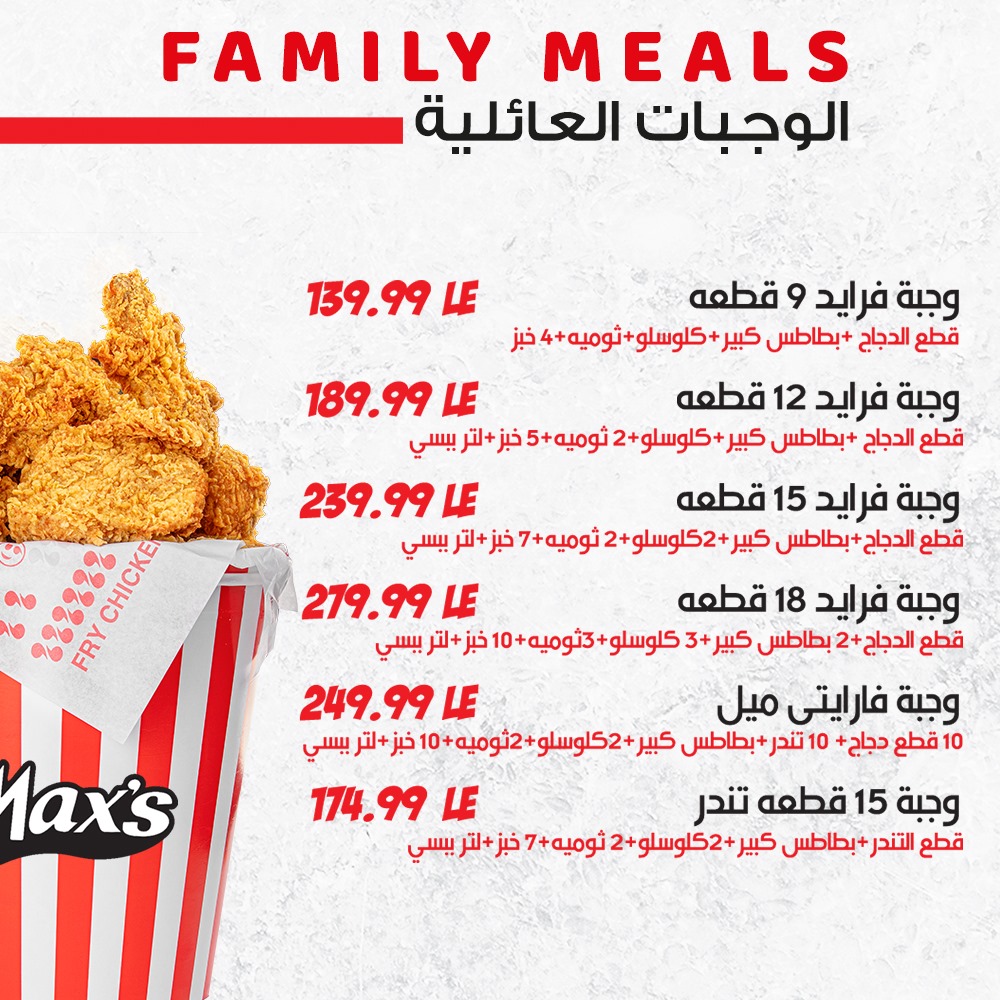 FAMILY MEALS
الوجبات العائلية
وجبة فرايد 9 قطعه 139.99 LE
قطع الدجاج +بطاطس كبير+كلوسلو+ثوميه+4 خبز
وجبة فرايد 12 قطعه 189.99 LE
قطع الدجاج +بطاطس كبير+كلوسلو+2 ثوميه+5 خبز+لتر بيبسي
وجبة فرايد 15 قطعه 239.99 LE
قطع الدجاج+بطاطس كبير+2كلوسلو+2 ثوميه+7 خبز+لتر بيبسي
وجبة فرايد 18 قطعه 279.99 LE
قطع الدجاج+2 بطاطس كبير+3 كلوسلو+3ثوميه+10 خبز+لتر بيبسي
وجبة فارايتى ميل 249.99 LE
10 قطع دجاج+ 10 تندر+بطاطس كبير+2كلوسلو+2ثوميه+10 خبز+لتر بيبسي
وجبة 15 قطعه تندر 174.99 LE
قطع التندر+بطاطس كبير+2كلوسلو+2 ثوميه+7 خبز+لتر بيبسي
FRY CHICKEN
Max's